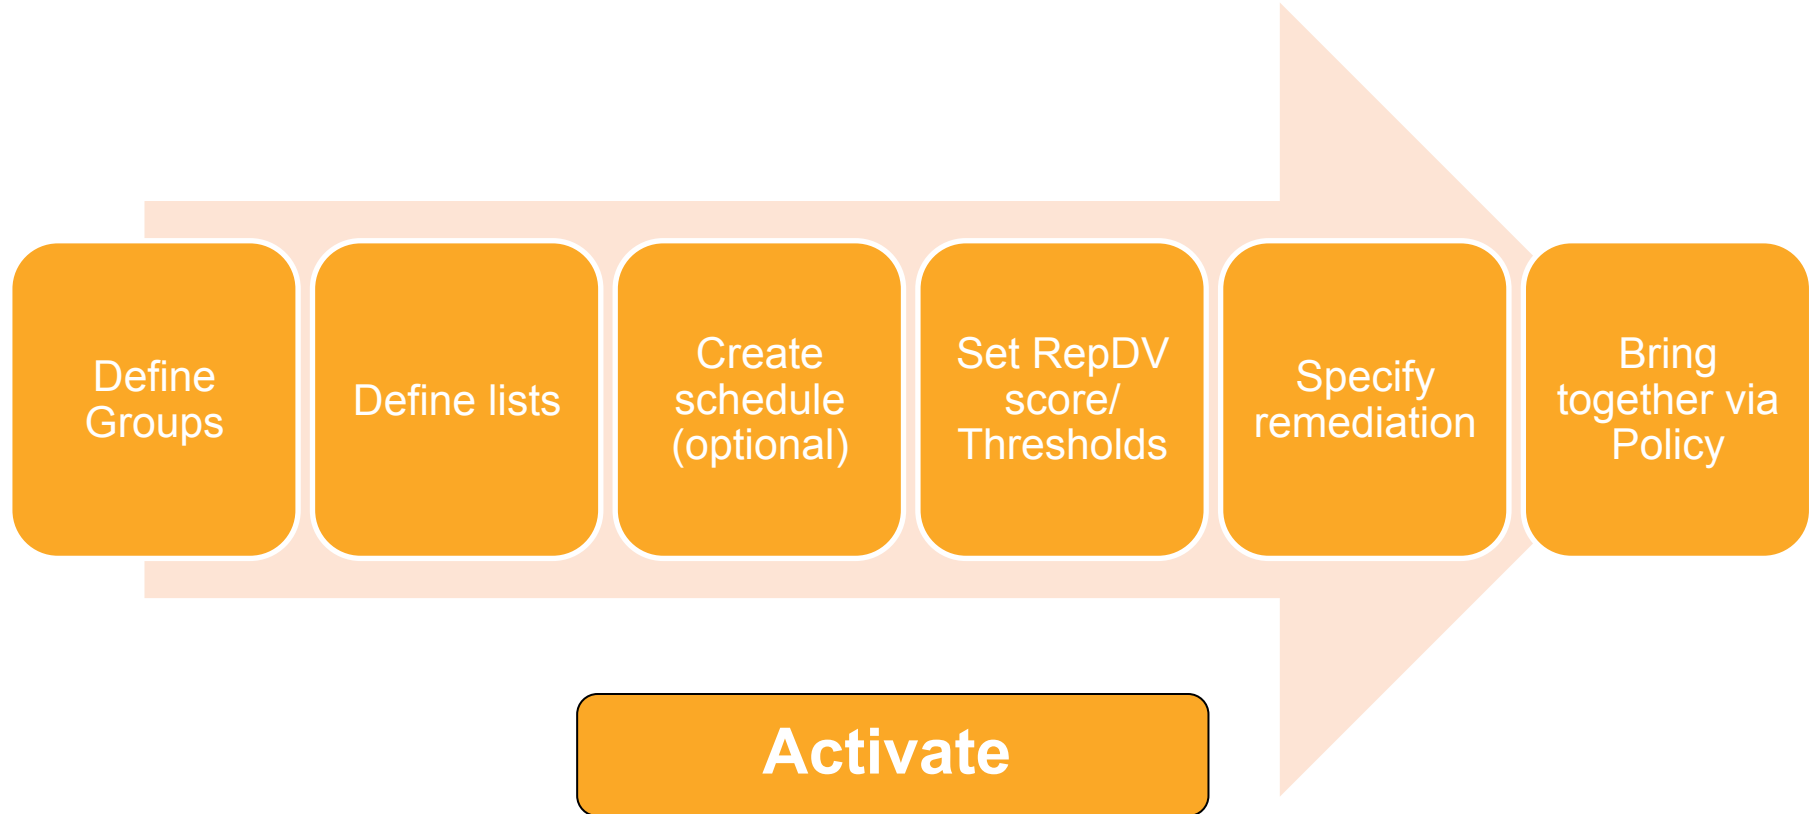 Define
Groups
Define lists
Create
schedule
(optional)
Set RepDV
score/
Thresholds
Specify
remediation
Bring
together via
Policy
Activate